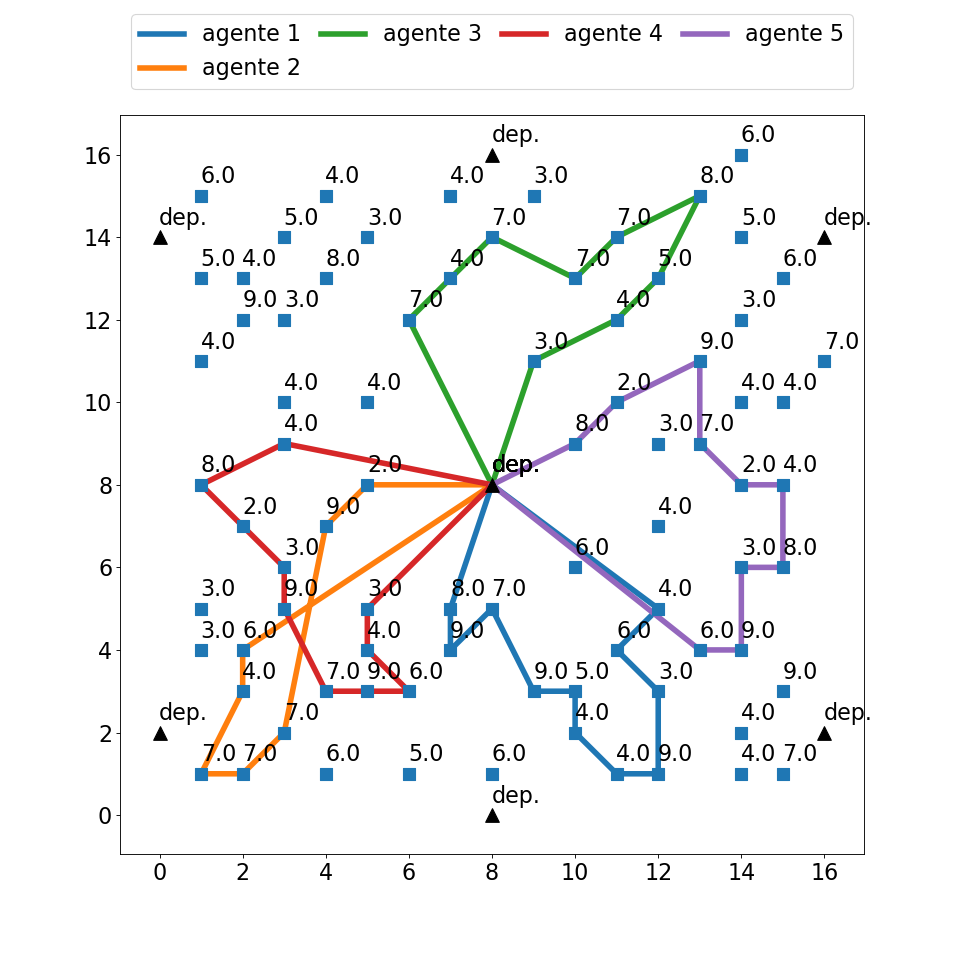 agente 1 agente 3 agente 4 agente 5
agente 2
6.0
dep.
16
6.0 4.0 4.0 3.0 8.0
dep. 5.0 3.0 7.0 7.0 5.0 dep.
14
5.0 4.0 8.0 4.0 7.0 5.0 6.0
9.0 3.0 7.0 4.0 3.0
12
4.0 3.0 9.0 7.0
4.0 4.0 2.0 4.0 4.0
10
4.0 8.0 3.0 7.0
8.0 2.0 dep. dep. 2.0 4.0
8
2.0 9.0 4.0
3.0 6.0 3.0 8.0
6
3.0 9.0 3.0 8.0 7.0 4.0
3.0 6.0 4.0 9.0 6.0 6.0 9.0
4
4.0 7.0 9.0 6.0 9.0 5.0 3.0 9.0
dep. 7.0 4.0 4.0 dep.
2
7.0 7.0 6.0 5.0 6.0 4.0 9.0 4.0 7.0
dep.
0
0 2 4 6 8 10 12 14 16